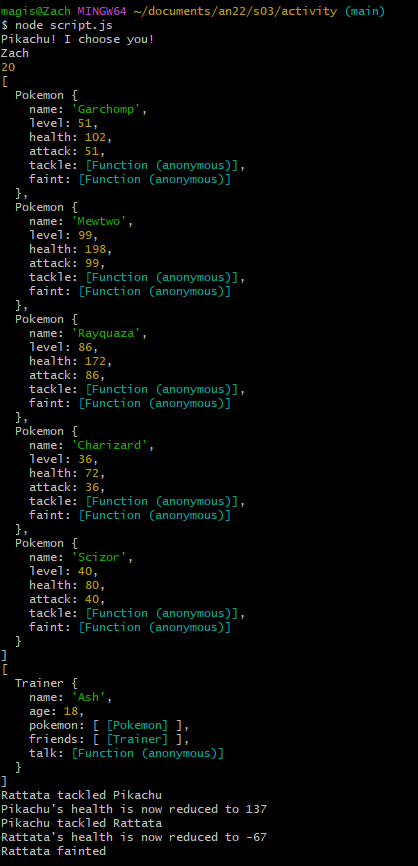 magis@Zach MINGW64 ~/documents/an22/s03/activity (main)
$ node script.js
Pikachu! I choose you!
Zach
20
[
  Pokemon {
    name: 'Garchomp',
    level: 51,
    health: 102,
    attack: 51,
    tackle: [Function (anonymous)],
    faint: [Function (anonymous)]
  },
  Pokemon {
    name: 'Mewtwo',
    level: 99,
    health: 198,
    attack: 99,
    tackle: [Function (anonymous)],
    faint: [Function (anonymous)]
  },
  Pokemon {
    name: 'Rayquaza',
    level: 86,
    health: 172,
    attack: 86,
    tackle: [Function (anonymous)],
    faint: [Function (anonymous)]
  },
  Pokemon {
    name: 'Charizard',
    level: 36,
    health: 72,
    attack: 36,
    tackle: [Function (anonymous)],
    faint: [Function (anonymous)]
  },
  Pokemon {
    name: 'Scizor',
    level: 40,
    health: 80,
    attack: 40,
    tackle: [Function (anonymous)],
    faint: [Function (anonymous)]
  }
]
[
  Trainer {
    name: 'Ash',
    age: 18,
    pokemon: [ [Pokemon] ],
    friends: [ [Trainer] ],
    talk: [Function (anonymous)]
  }
]
Rattata tackled Pikachu
Pikachu's health is now reduced to 137
Pikachu tackled Rattata
Rattata's health is now reduced to -67
Rattata fainted